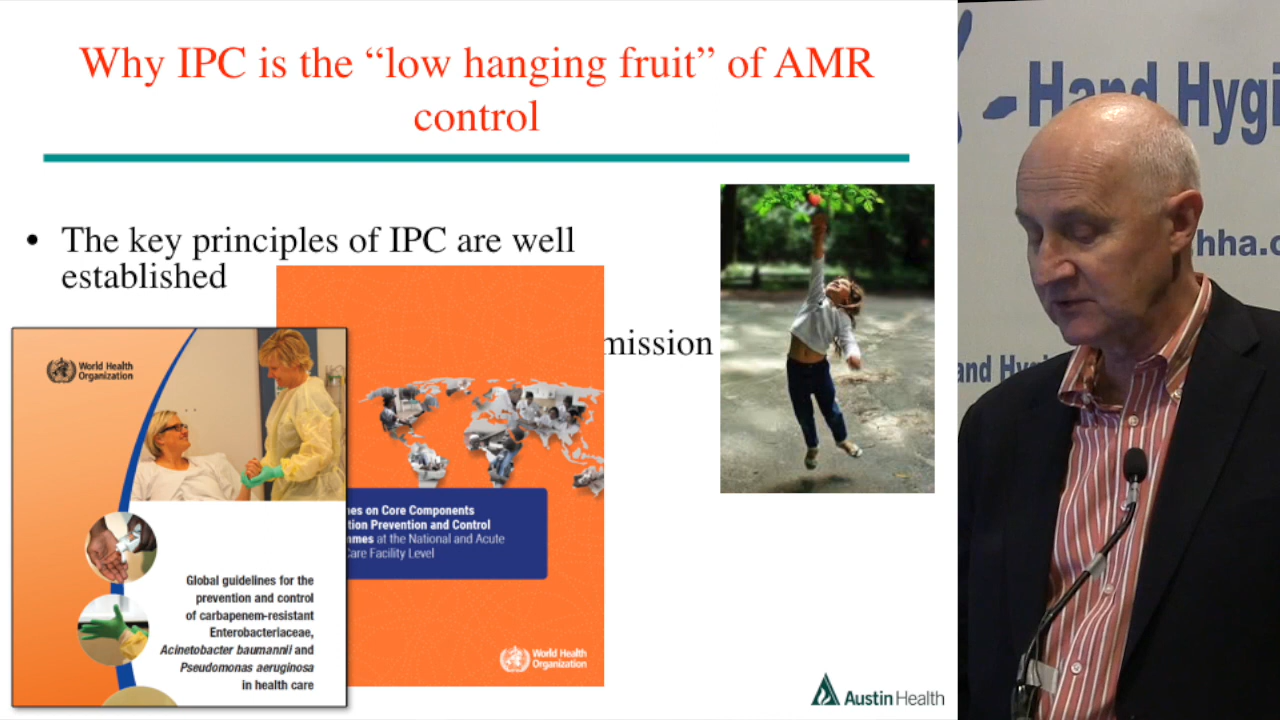 Why IPC is the “low hanging fruit” of AMR
control
• The key principles of IPC are well
established
mission
World Health
Organization
Global guidelines for the
prevention and control
of carbapenem-resistant
Enterobacteriaceae,
Acinetobacter baumannii and
Pseudomonas aeruginosa
in health care
nes on Core Components
tion Prevention and Control
mmes at the National and Acute
Care Facility Level
World Health
Organization
Austin Health
-Hand Hygi
hha.o
and Hy